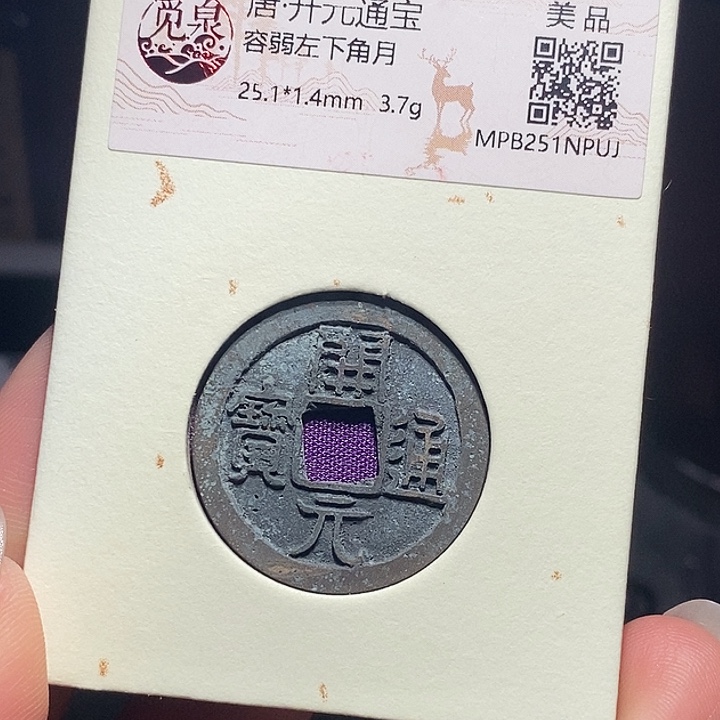 觅泉
唐·开元通宝
容弱左下角月
25.1*1.4mm 3.7g
美品
MPB251NPUJ
開
寶 通
元